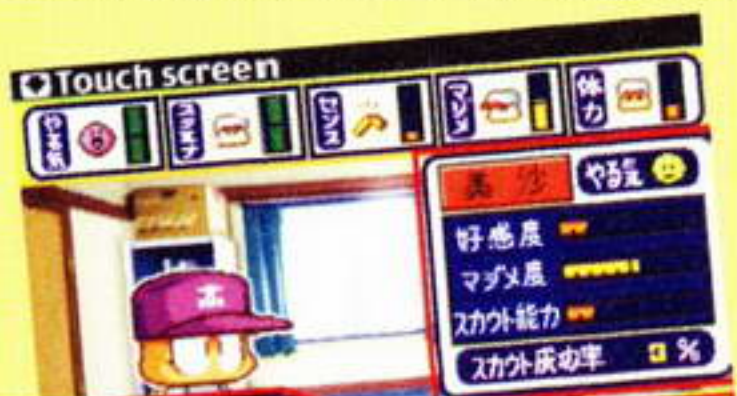 Touch screen
やる気
センス
マジメ
体力
美沙
やる気
好感度
マジメ度
スカウト能力
スカウト成功率 %
ホ